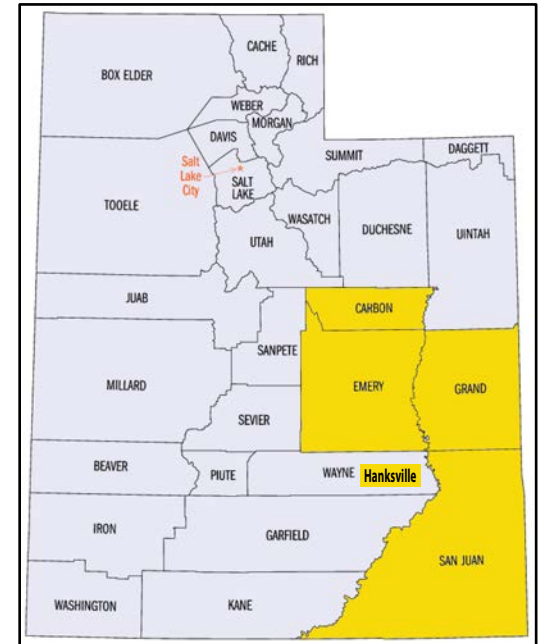 CACHE
RICH
BOX ELDER
WEBER
MORGAN
DAVIS
SUMMIT
DAGGETT
Salt
Lake
City
SALT
LAKE
TOOELE
WASATCH
DUCHESNE
UINTAH
UTAH
JUAB
CARBON
SANPETE
EMERY
GRAND
MILLARD
SEVIER
BEAVER
PIUTE
WAYNE
Hanksville
IRON
GARFIELD
SAN JUAN
WASHINGTON
KANE